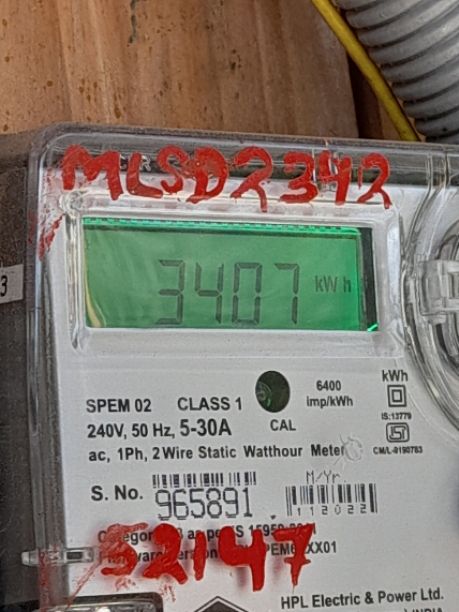 MLSD2342
3407 kWh
SPEM 02 CLASS 1
6400 imp/kWh
kWh
240V, 50 Hz, 5-30A
CAL
IS:13779
ac, 1Ph, 2 Wire Static Watthour Meter
CM/L-9190783
M/Yr.
S. No. 965891
112022
52147
HPL Electric & Power Ltd.